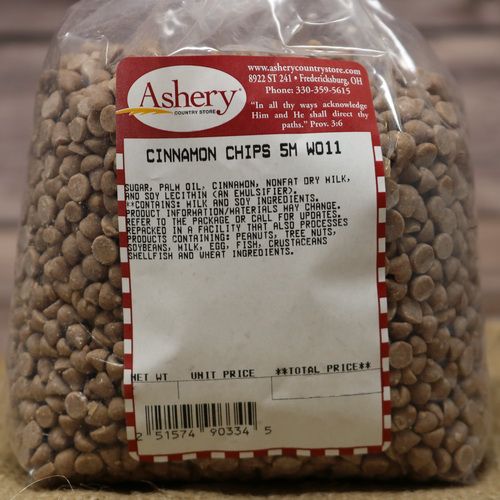 www.asherycountrystore.com
8922 ST 241 • Fredericksburg, OH
Phone: 330-359-5615
"In all thy ways acknowledge
Him and He shall direct thy
paths." Prov. 3:6
Ashery
COUNTRY STORE
CINNAMON CHIPS 5M W011
SUGAR, PALM OIL, CINNAMON, NONFAT DRY MILK,
AND SOY LECITHIN (AN EMULSIFIER).
**CONTAINS: MILK AND SOY INGREDIENTS.
PRODUCT INFORMATION/MATERIALS MAY CHANGE.
REFER TO THE PACKAGE OR CALL FOR UPDATES.
REPACKED IN A FACILITY THAT ALSO PROCESSES
PRODUCTS CONTAINING: PEANUTS, TREE NUTS,
SOYBEANS, MILK, EGG, FISH, CRUSTACEANS
SHELLFISH AND WHEAT INGREDIENTS.
NET WT UNIT PRICE **TOTAL PRICE**
2 51574 90334 5